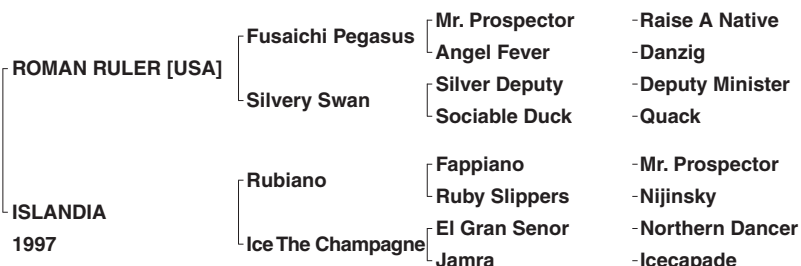 Mr. Prospector -Raise A Native
Fusaichi Pegasus
Angel Fever -Danzig
ROMAN RULER [USA]
Silver Deputy -Deputy Minister
Silvery Swan
Sociable Duck -Quack
Fappiano -Mr. Prospector
Rubiano
Ruby Slippers -Nijinsky
ISLANDIA
El Gran Senor -Northern Dancer
1997 Ice The Champagne
Jamra -Icecapade